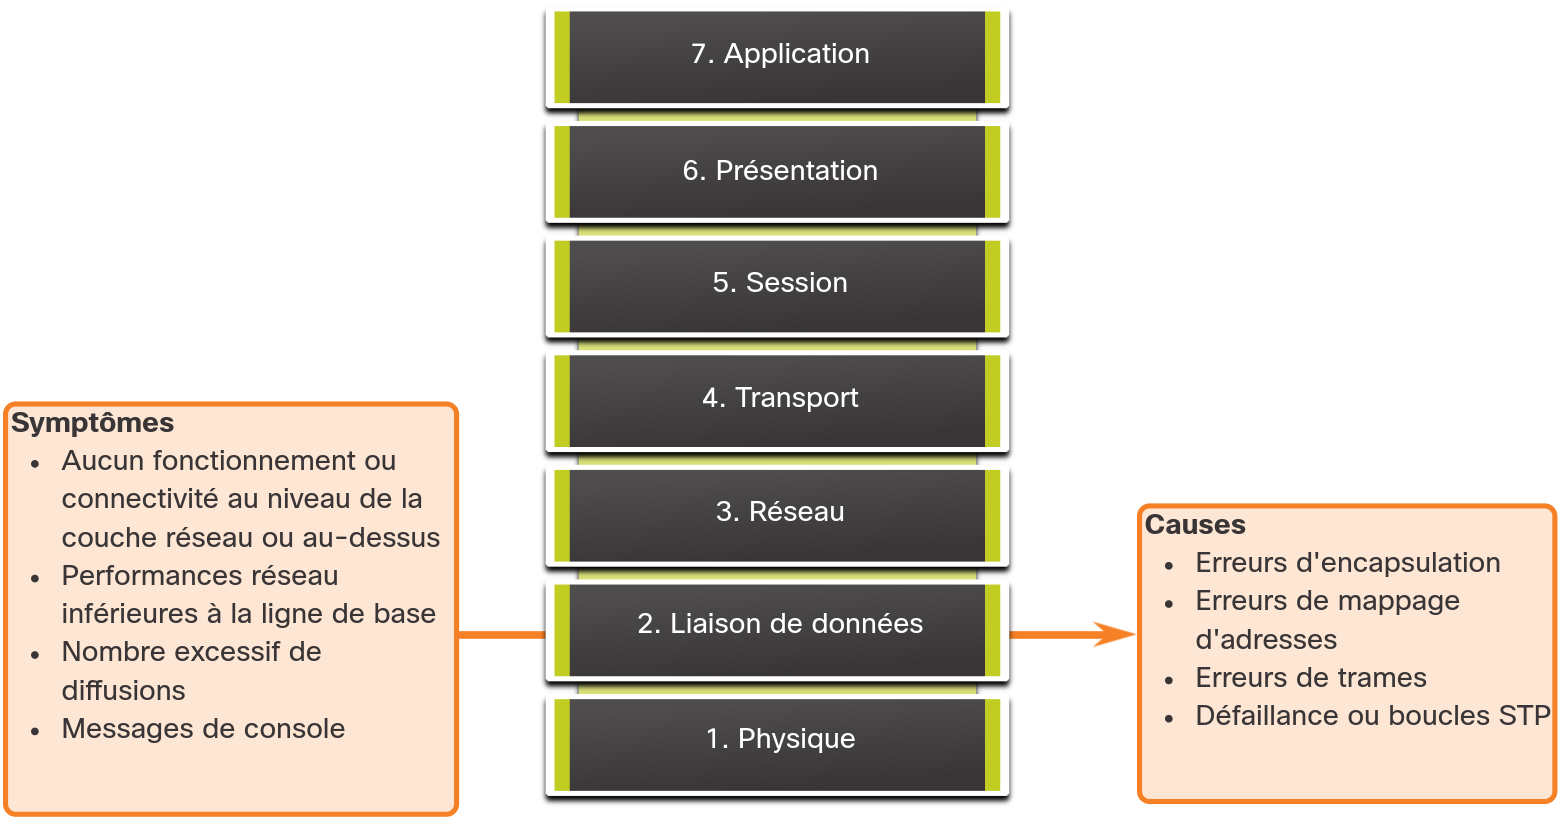 7. Application
6. Présentation
5. Session
4. Transport
3. Réseau
2. Liaison de données
1. Physique
Symptômes
• Aucun fonctionnement ou
connectivité au niveau de la
couche réseau ou au-dessus
• Performances réseau
inférieures à la ligne de base
• Nombre excessif de
diffusions
• Messages de console
Causes
• Erreurs d'encapsulation
• Erreurs de mappage
d'adresses
• Erreurs de trames
• Défaillance ou boucles STP